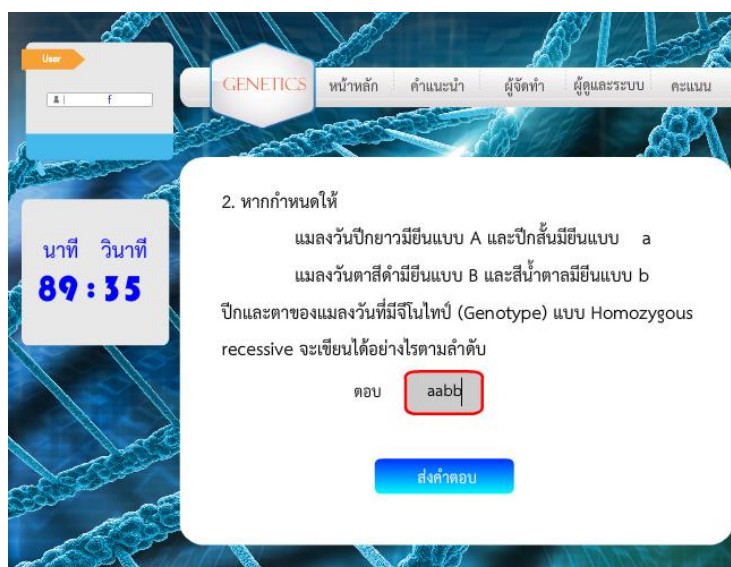 User
f
GENETICS
หน้าหลัก คำแนะนำ ผู้จัดทำ ผู้ดูแลระบบ คะแนน
นาที วินาที
89:35
2. หากกำหนดให้
แมลงวันปีกยาวมียีนแบบ A และปีกสั้นมียีนแบบ a
แมลงวันตาสีดำมียีนแบบ B และสีน้ำตาลมียีนแบบ b
ปีกและตาของแมลงวันที่มีจีโนไทป์ (Genotype) แบบ Homozygous
recessive จะเขียนได้อย่างไรตามลำดับ
ตอบ aabb
ส่งคำตอบ